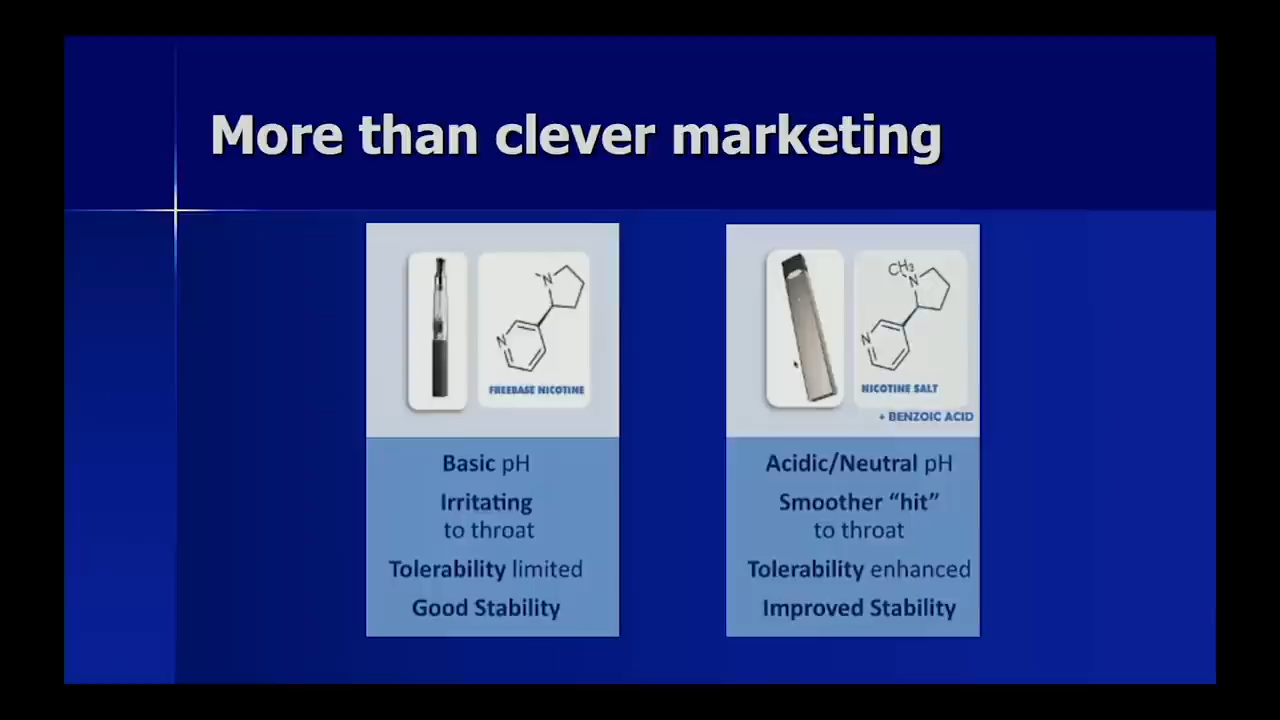 More than clever marketing
N
N
FREEBASE NICOTINE
Basic pH
Irritating
to throat
Tolerability limited
Good Stability
CH3
N
N
NICOTINE SALT
+ BENZOIC ACID
Acidic/Neutral pH
Smoother “hit”
to throat
Tolerability enhanced
Improved Stability